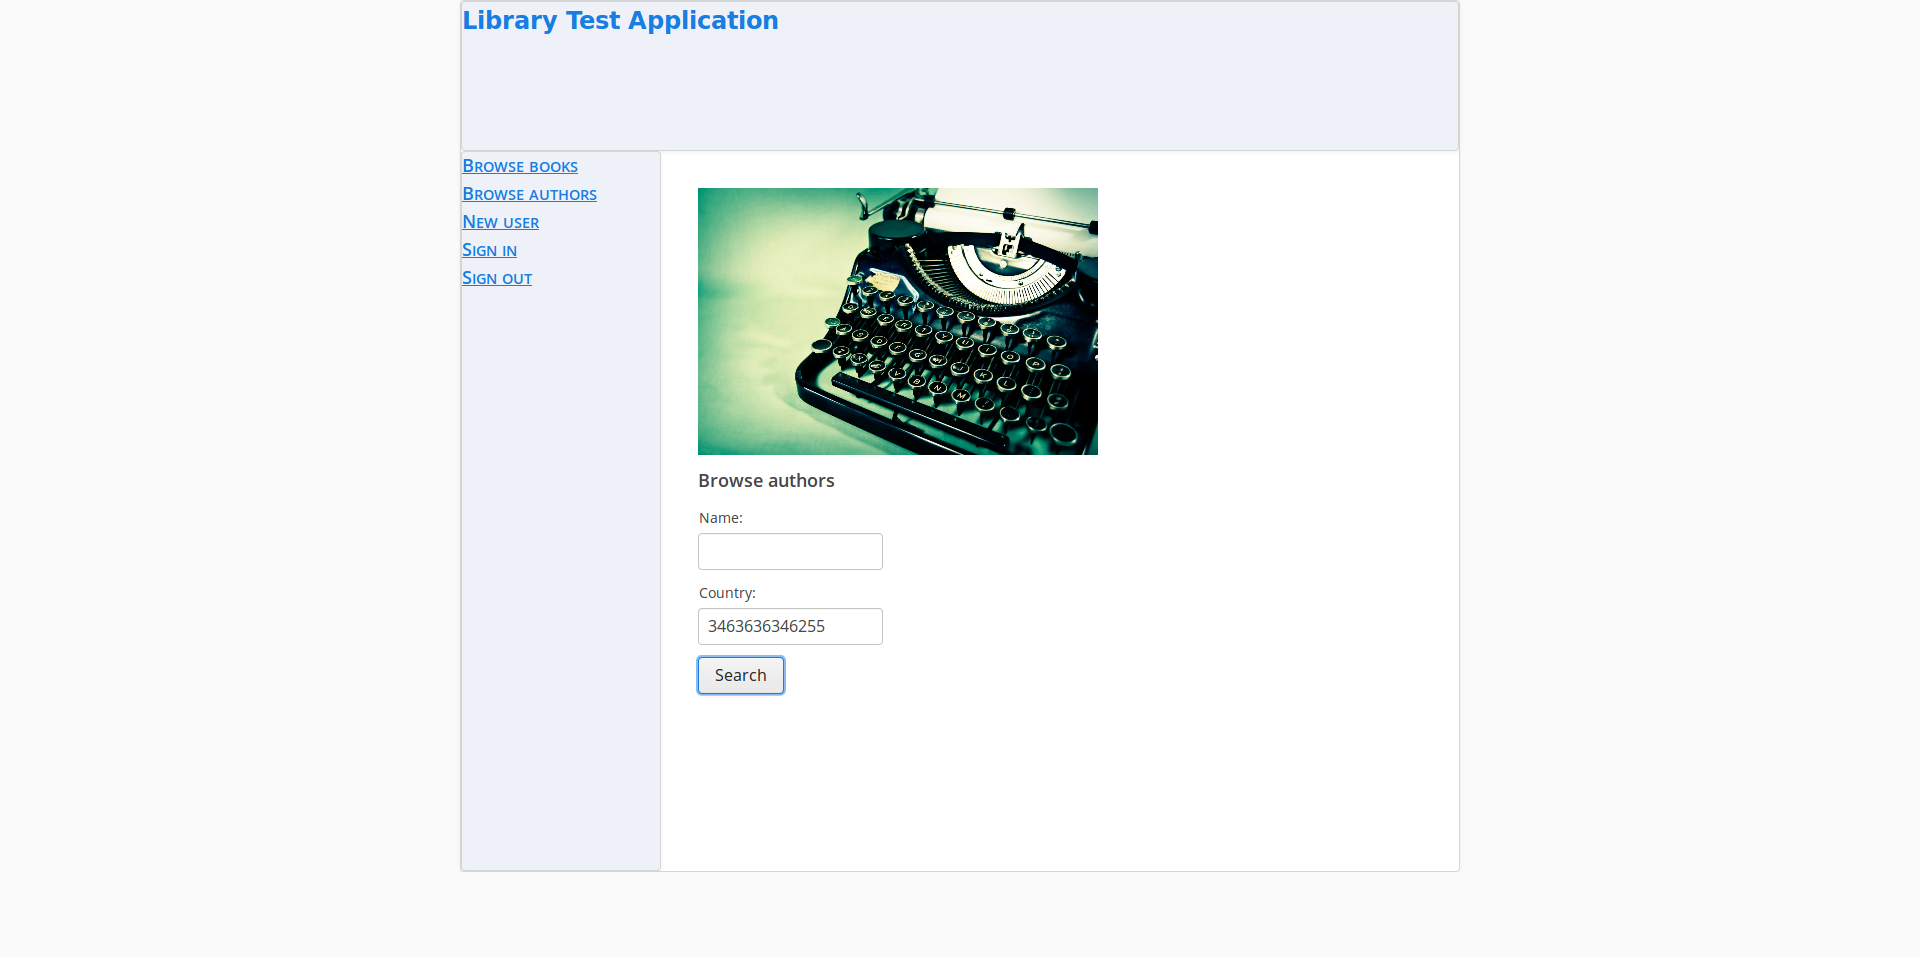 Library Test Application
Browse books
Browse authors
New user
Sign in
Sign out
Browse authors
Name:
Country:
3463636346255
Search